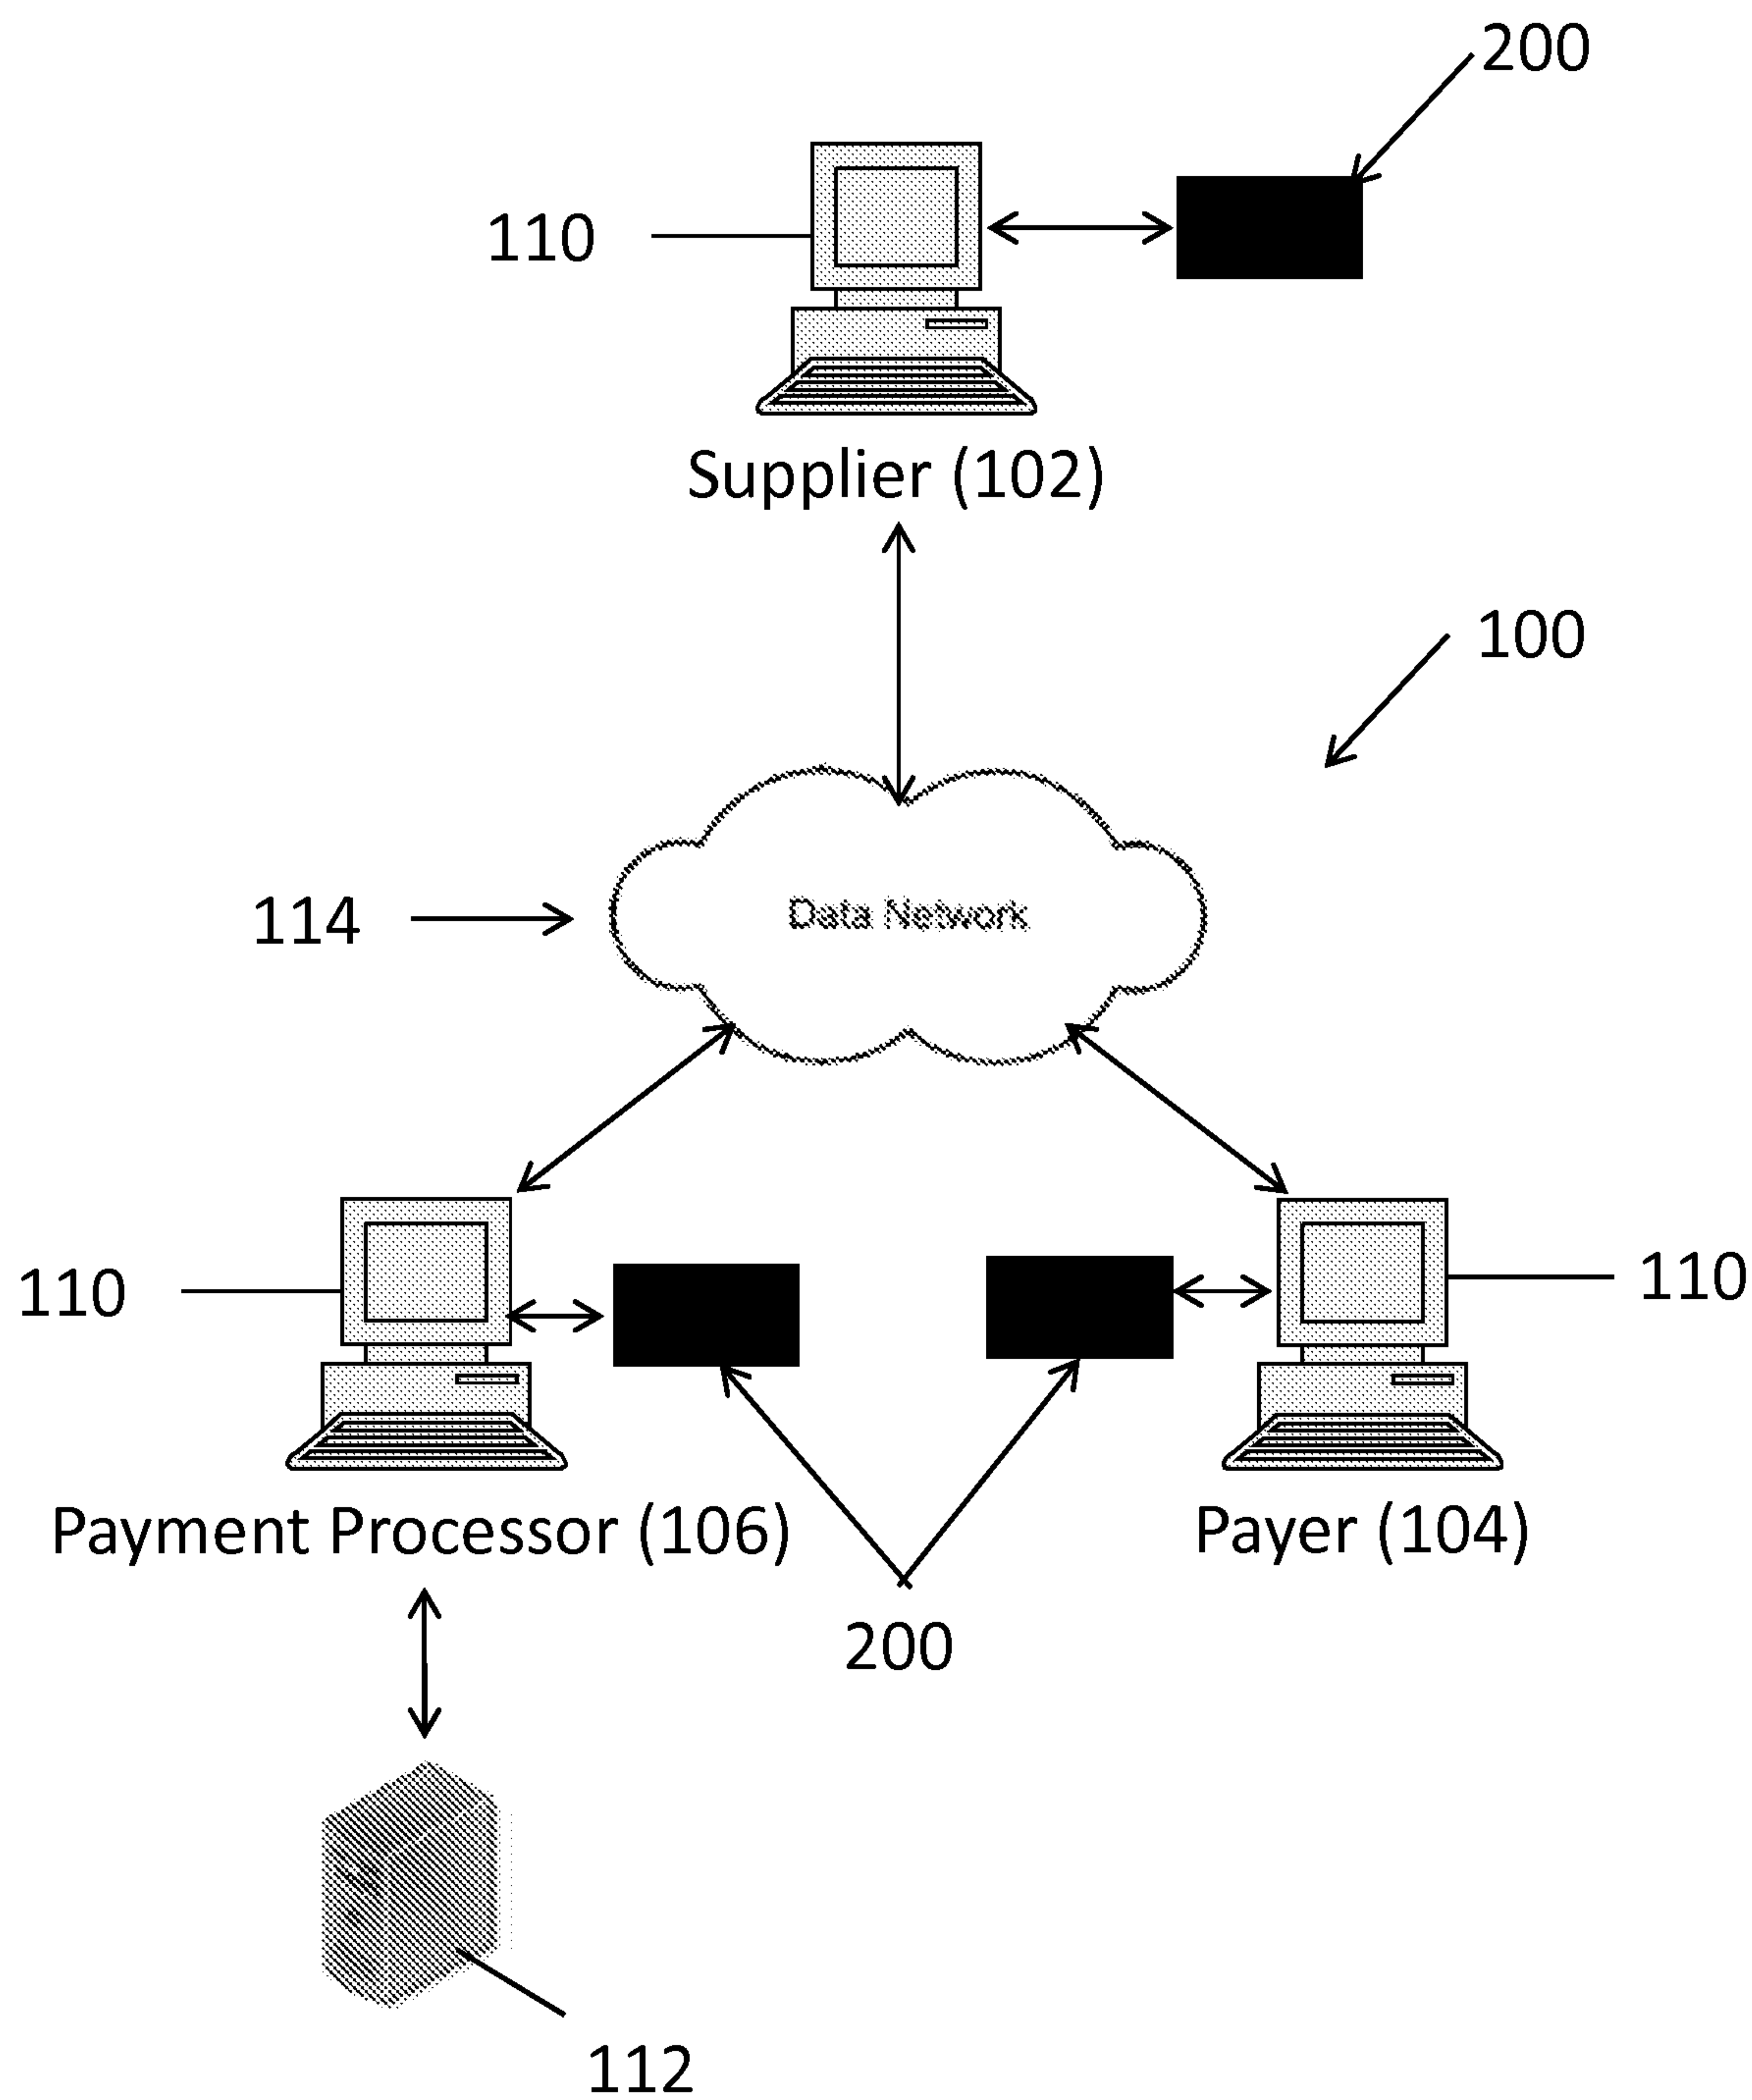 200
110
Supplier (102)
100
114
Data Network
110
110
Payment Processor (106)
Payer (104)
200
112